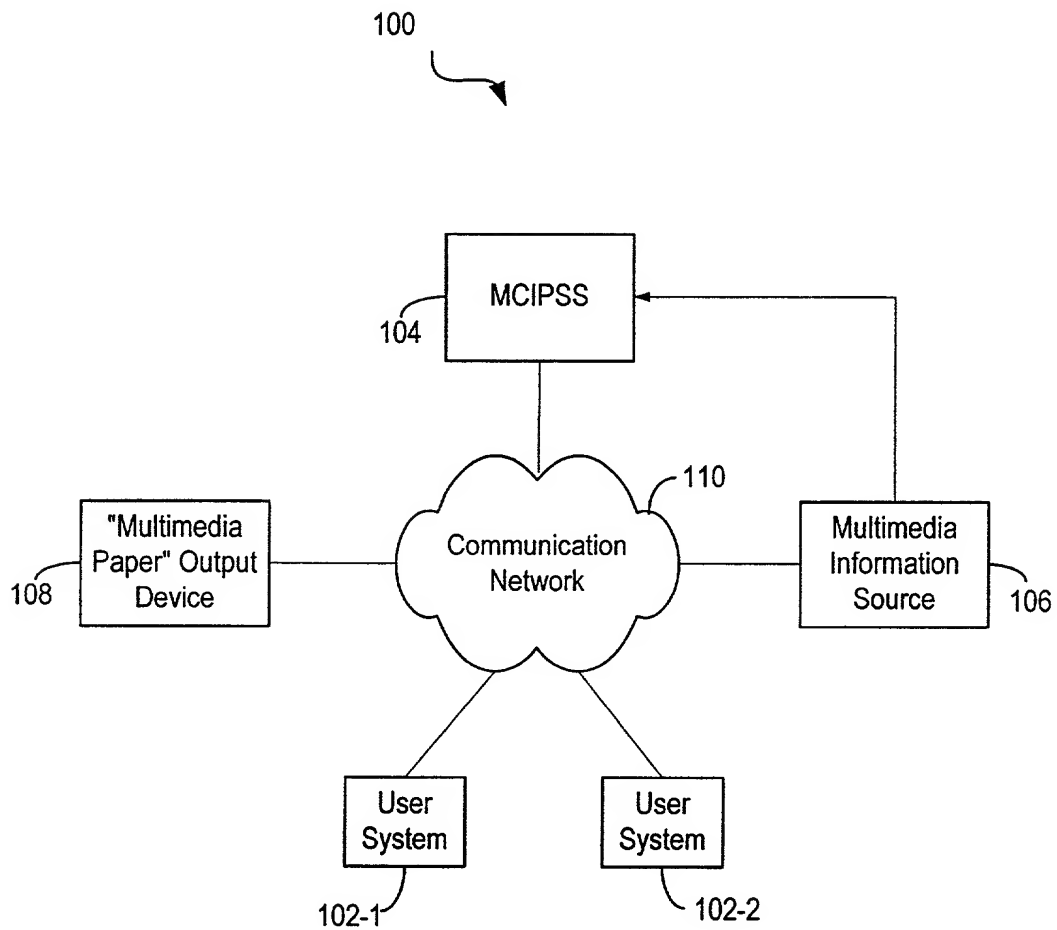 100
MCIPSS
104
110
"Multimedia
Paper" Output
Device
108
Communication
Network
Multimedia
Information
Source
106
User
System
102-1
User
System
102-2